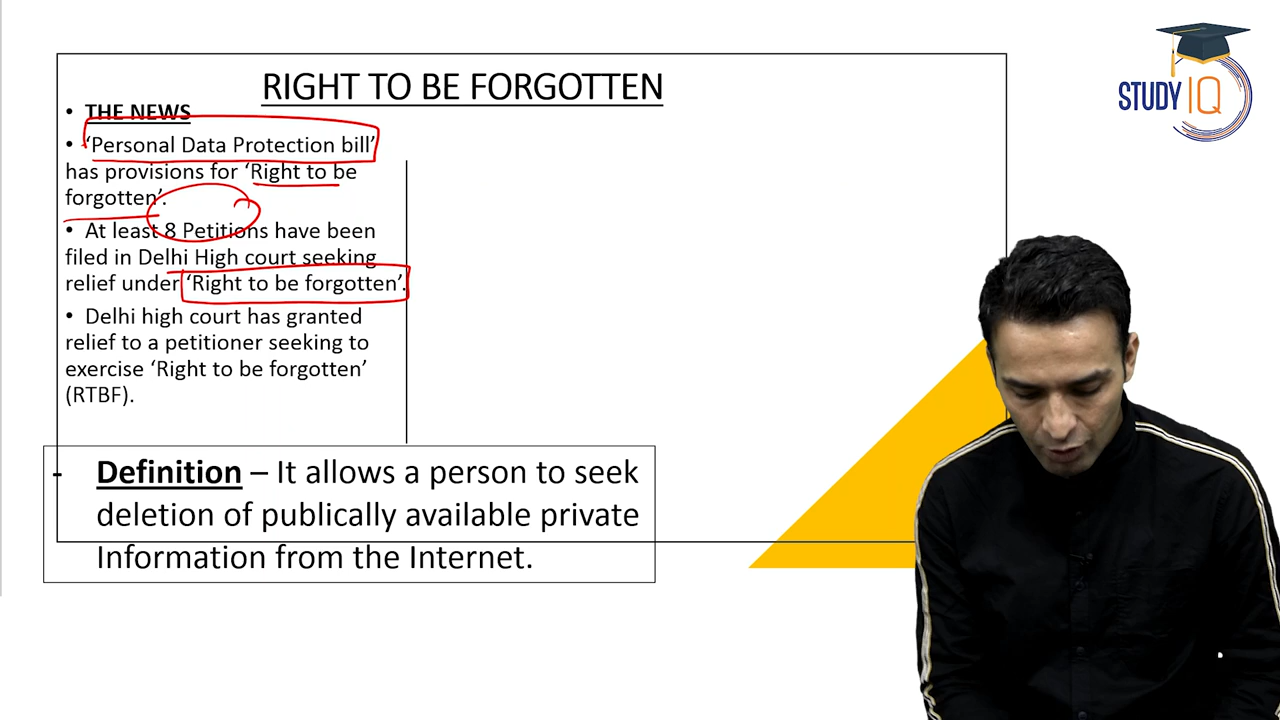 STUDY IQ
RIGHT TO BE FORGOTTEN
• THE NEWS
• ‘Personal Data Protection bill’
has provisions for ‘Right to be
forgotten’.
• At least 8 Petitions have been
filed in Delhi High court seeking
relief under ‘Right to be forgotten’.
• Delhi high court has granted
relief to a petitioner seeking to
exercise ‘Right to be forgotten’
(RTBF).
- Definition – It allows a person to seek
deletion of publically available private
Information from the Internet.